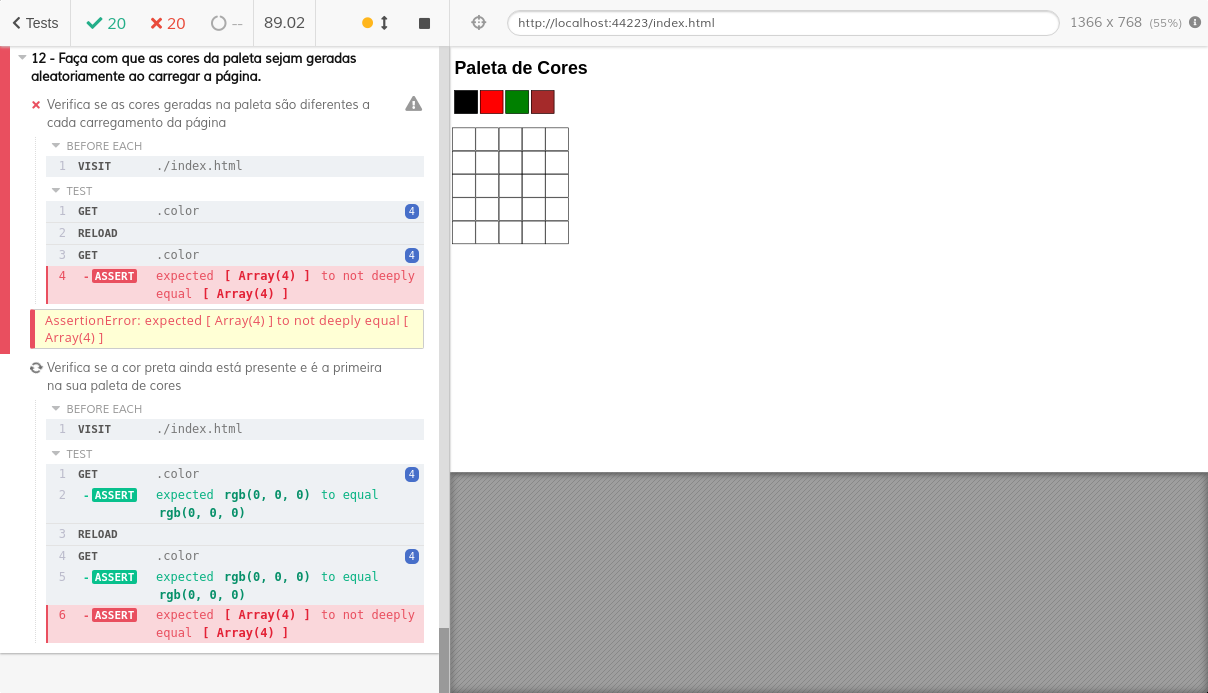 Tests
20
20
--
89.02
http://localhost:44223/index.html
1366 x 768 (55%)
12 - Faça com que as cores da paleta sejam geradas
aleatoriamente ao carregar a página.
Verifica se as cores geradas na paleta são diferentes a
cada carregamento da página
BEFORE EACH
1 VISIT ./index.html
TEST
1 GET .color 4
2 RELOAD
3 GET .color 4
4 - ASSERT expected [ Array(4) ] to not deeply
equal [ Array(4) ]
AssertionError: expected [ Array(4) ] to not deeply equal [
Array(4) ]
Verifica se a cor preta ainda está presente e é a primeira
na sua paleta de cores
BEFORE EACH
1 VISIT ./index.html
TEST
1 GET .color 4
2 - ASSERT expected rgb(0, 0, 0) to equal
rgb(0, 0, 0)
3 RELOAD
4 GET .color 4
5 - ASSERT expected rgb(0, 0, 0) to equal
rgb(0, 0, 0)
6 - ASSERT expected [ Array(4) ] to not deeply
equal [ Array(4) ]
Paleta de Cores